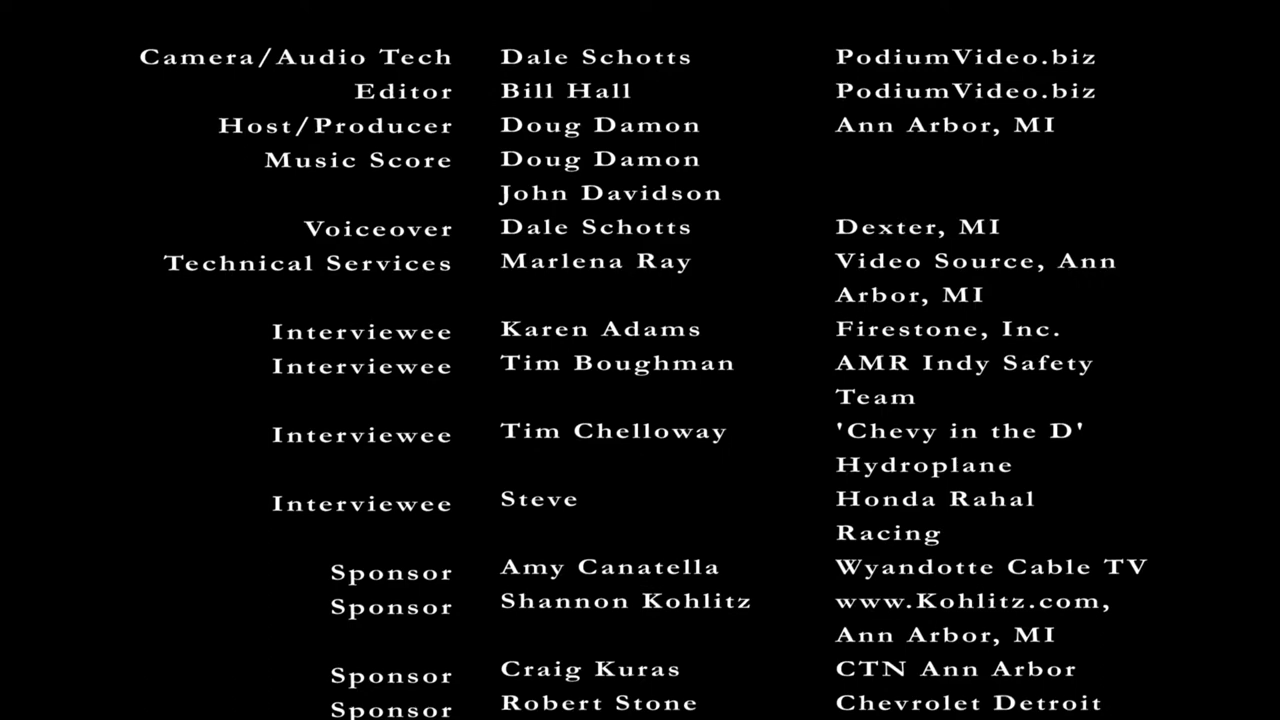 Camera/Audio Tech Dale Schotts PodiumVideo.biz
Editor Bill Hall PodiumVideo.biz
Host/Producer Doug Damon Ann Arbor, MI
Music Score Doug Damon
John Davidson
Voiceover Dale Schotts Dexter, MI
Technical Services Marlena Ray Video Source, Ann
Arbor, MI
Interviewee Karen Adams Firestone, Inc.
Interviewee Tim Boughman AMR Indy Safety
Team
Interviewee Tim Chelloway 'Chevy in the D'
Hydroplane
Interviewee Steve Honda Rahal
Racing
Sponsor Amy Canatella Wyandotte Cable TV
Sponsor Shannon Kohlitz www.Kohlitz.com,
Ann Arbor, MI
Sponsor Craig Kuras CTN Ann Arbor
Sponsor Robert Stone Chevrolet Detroit